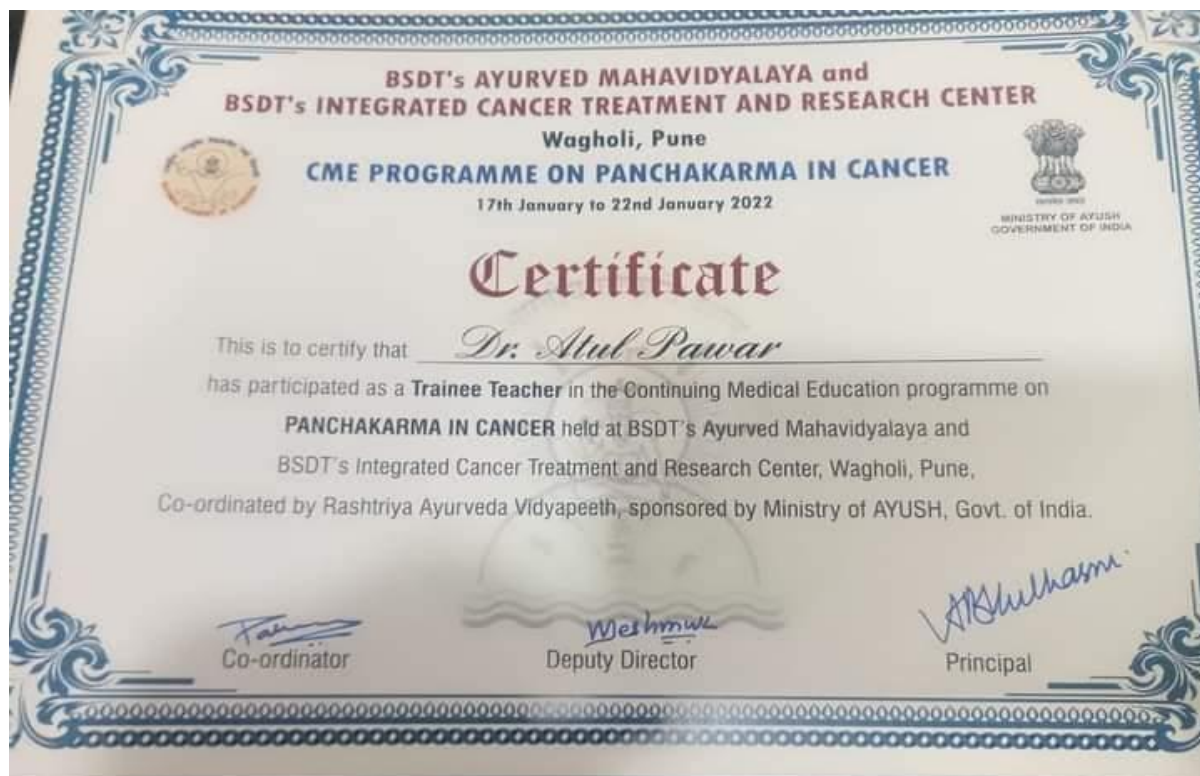 BSDT's AYURVED MAHAVIDYALAYA and
BSDT's INTEGRATED CANCER TREATMENT AND RESEARCH CENTER
Wagholi, Pune
CME PROGRAMME ON PANCHAKARMA IN CANCER
17th January to 22nd January 2022
MINISTRY OF AYUSH
GOVERNMENT OF INDIA
Certificate
This is to certify that Dr. Atul Pawar
has participated as a Trainee Teacher in the Continuing Medical Education programme on
PANCHAKARMA IN CANCER held at BSDT's Ayurved Mahavidyalaya and
BSDT's Integrated Cancer Treatment and Research Center, Wagholi, Pune,
Co-ordinated by Rashtriya Ayurveda Vidyapeeth, sponsored by Ministry of AYUSH, Govt. of India.
Co-ordinator
Deputy Director
Principal